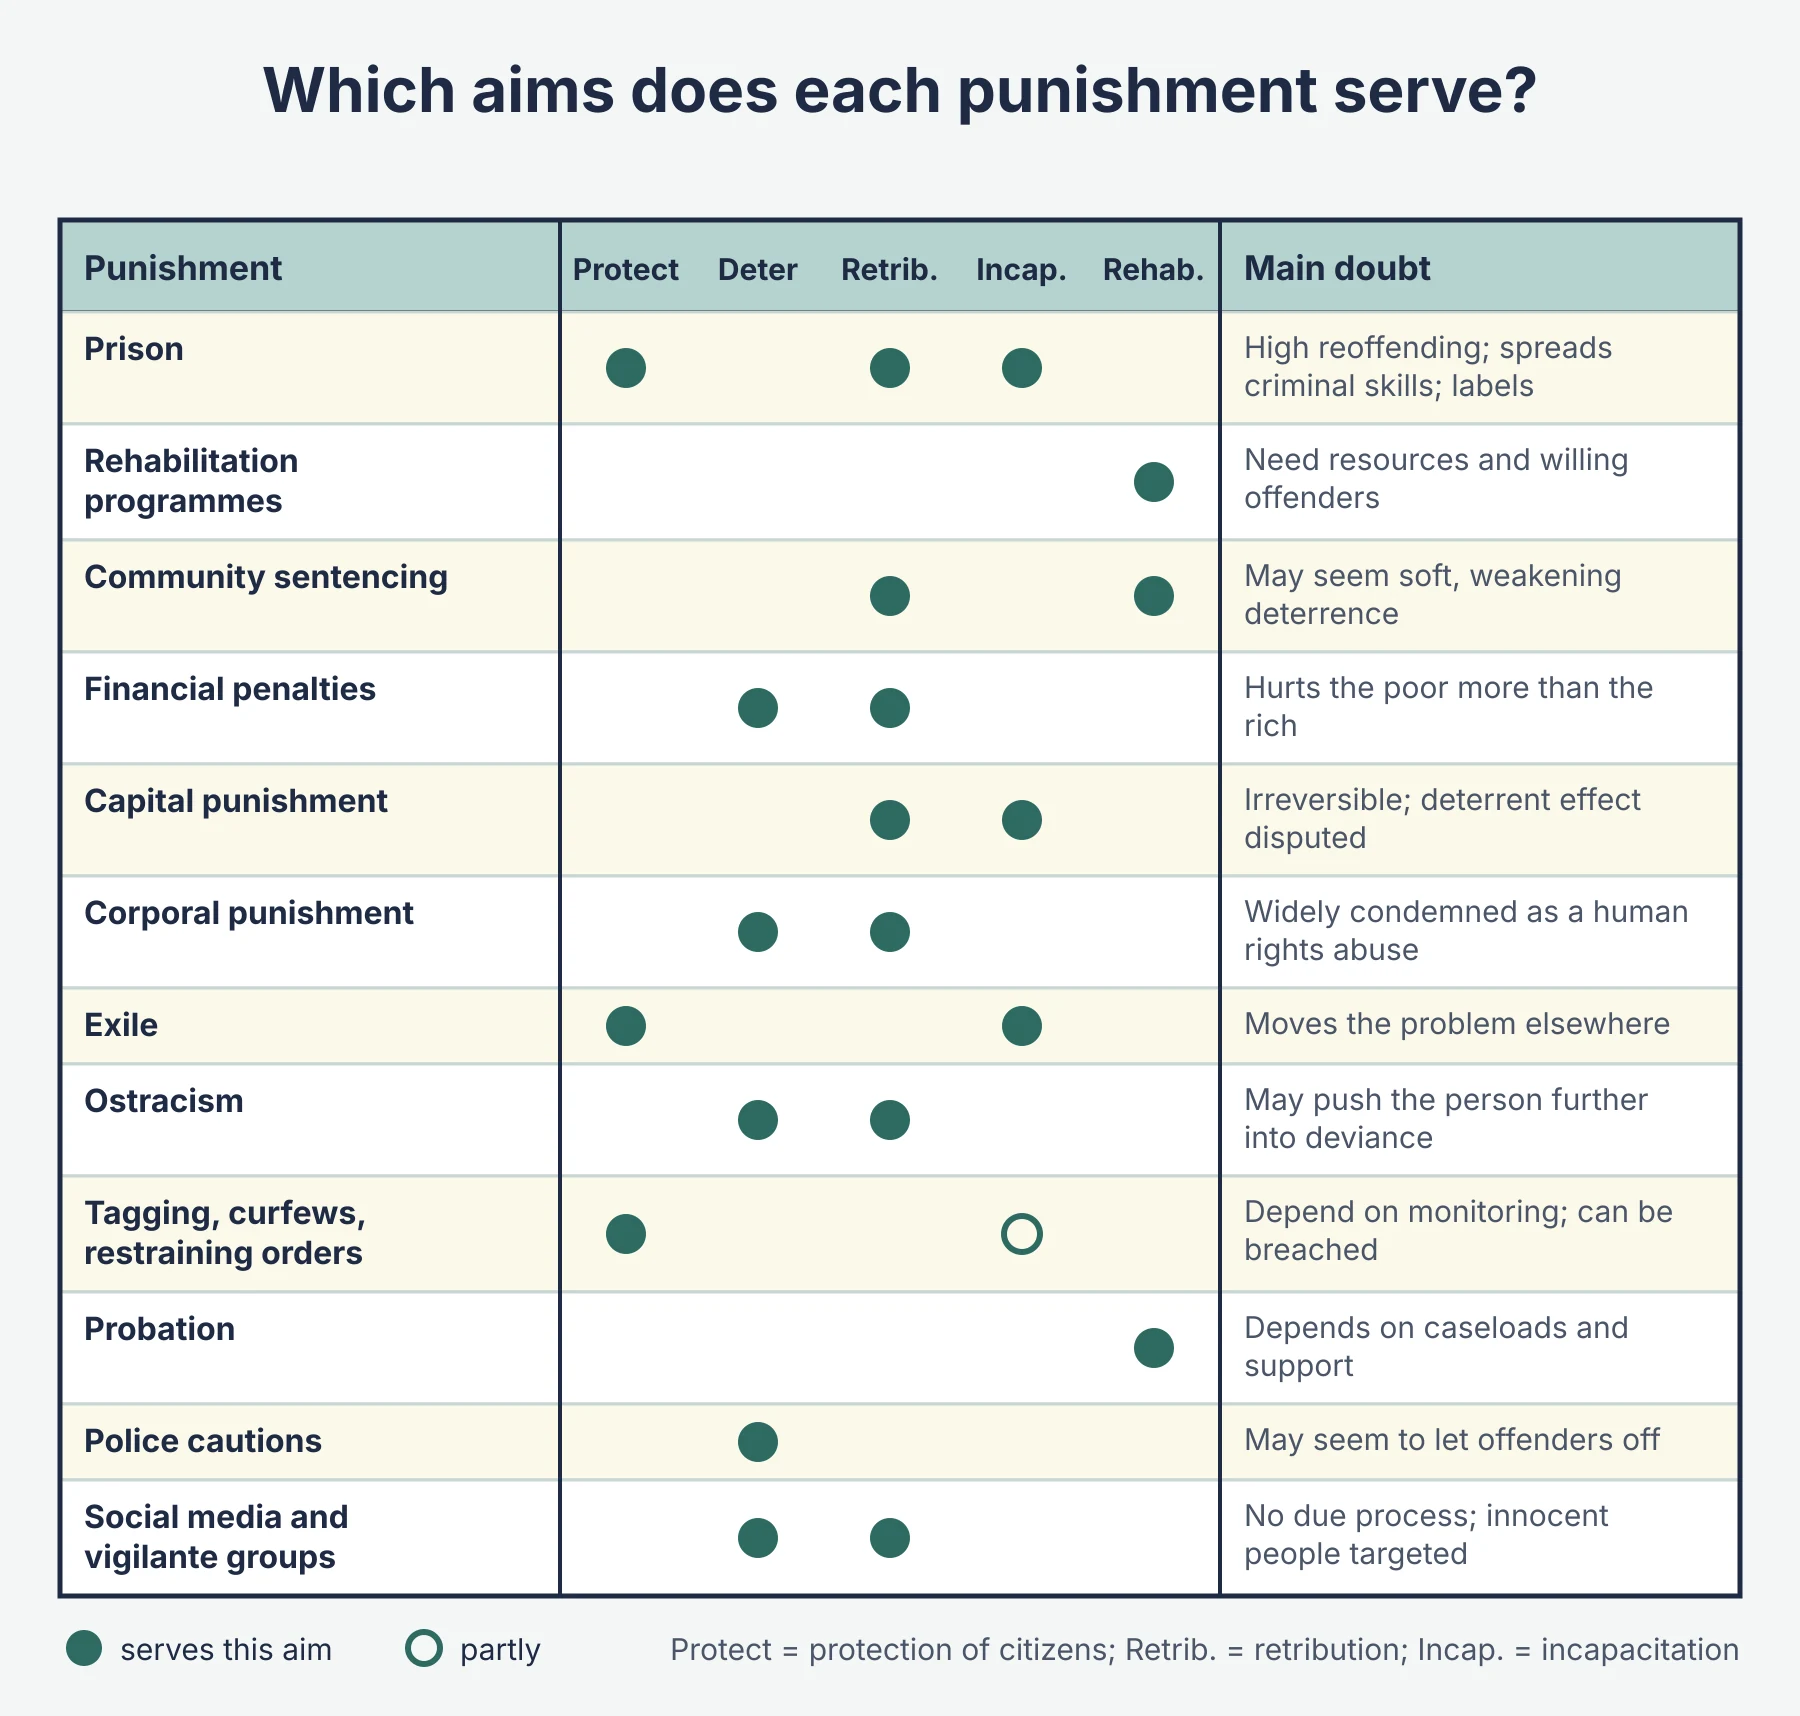 Which aims does each punishment serve?
Punishment Protect Deter Retrib. Incap. Rehab. Main doubt
Prison
High reoffending; spreads
criminal skills; labels
Rehabilitation
programmes
Need resources and willing
offenders
Community sentencing
May seem soft, weakening
deterrence
Financial penalties
Hurts the poor more than the
rich
Capital punishment
Irreversible; deterrent effect
disputed
Corporal punishment
Widely condemned as a human
rights abuse
Exile
Moves the problem elsewhere
Ostracism
May push the person further
into deviance
Tagging, curfews,
restraining orders
Depend on monitoring; can be
breached
Probation
Depends on caseloads and
support
Police cautions
May seem to let offenders off
Social media and
vigilante groups
No due process; innocent
people targeted
serves this aim partly Protect = protection of citizens; Retrib. = retribution; Incap. = incapacitation